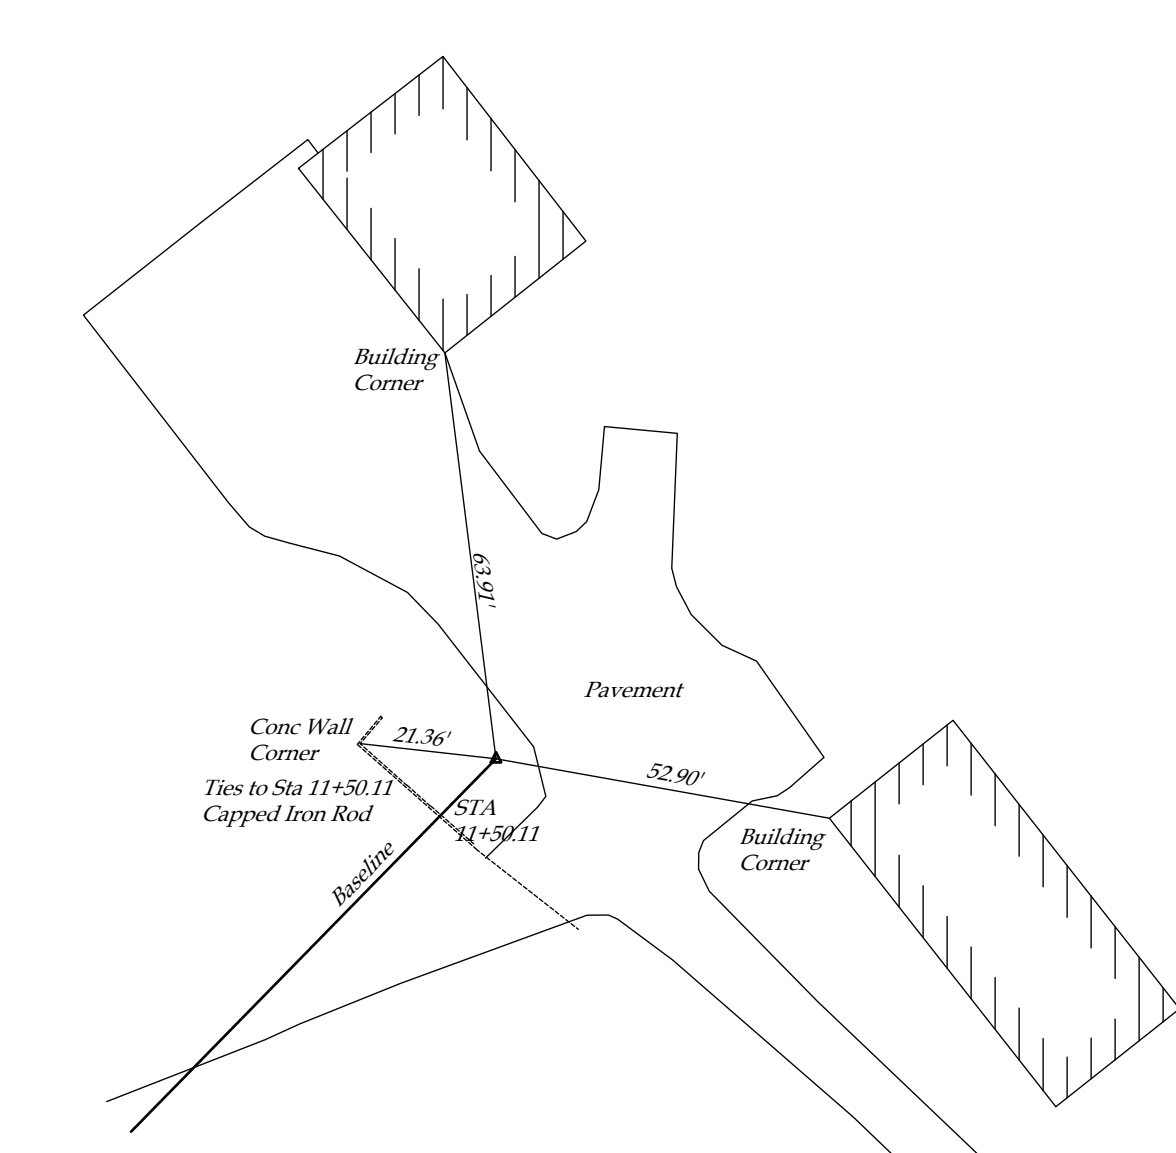 Building
Corner
63.91'
Pavement
Conc Wall
Corner
21.36'
Ties to Sta 11+50.11
Capped Iron Rod
52.90'
STA
11+50.11
Building
Corner
Baseline